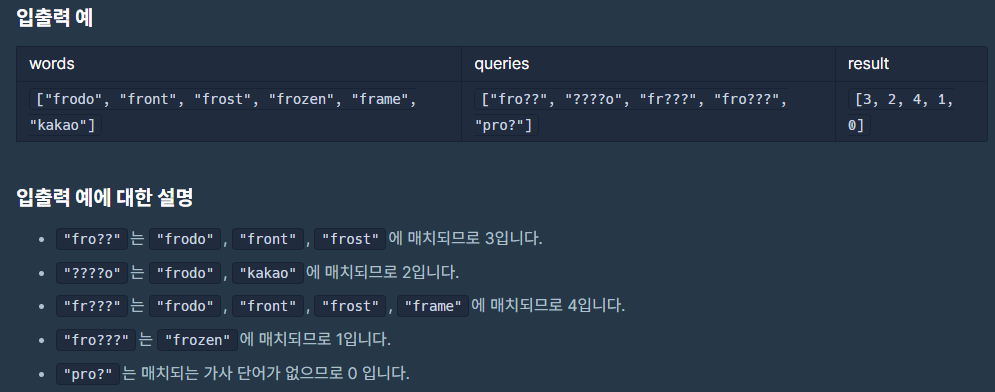 입출력 예
words queries result
["frodo", "front", "frost", "frozen", "frame", ["fro??", "????o", "fr???", "fro???", [3, 2, 4, 1,
"kakao"] "pro?"] 0]
입출력 예에 대한 설명
• "fro??" 는 "frodo" , "front" , "frost" 에 매치되므로 3입니다.
• "????o" 는 "frodo" , "kakao" 에 매치되므로 2입니다.
• "fr???" 는 "frodo" , "front" , "frost" , "frame" 에 매치되므로 4입니다.
• "fro???" 는 "frozen" 에 매치되므로 1입니다.
• "pro?" 는 매치되는 가사 단어가 없으므로 0 입니다.